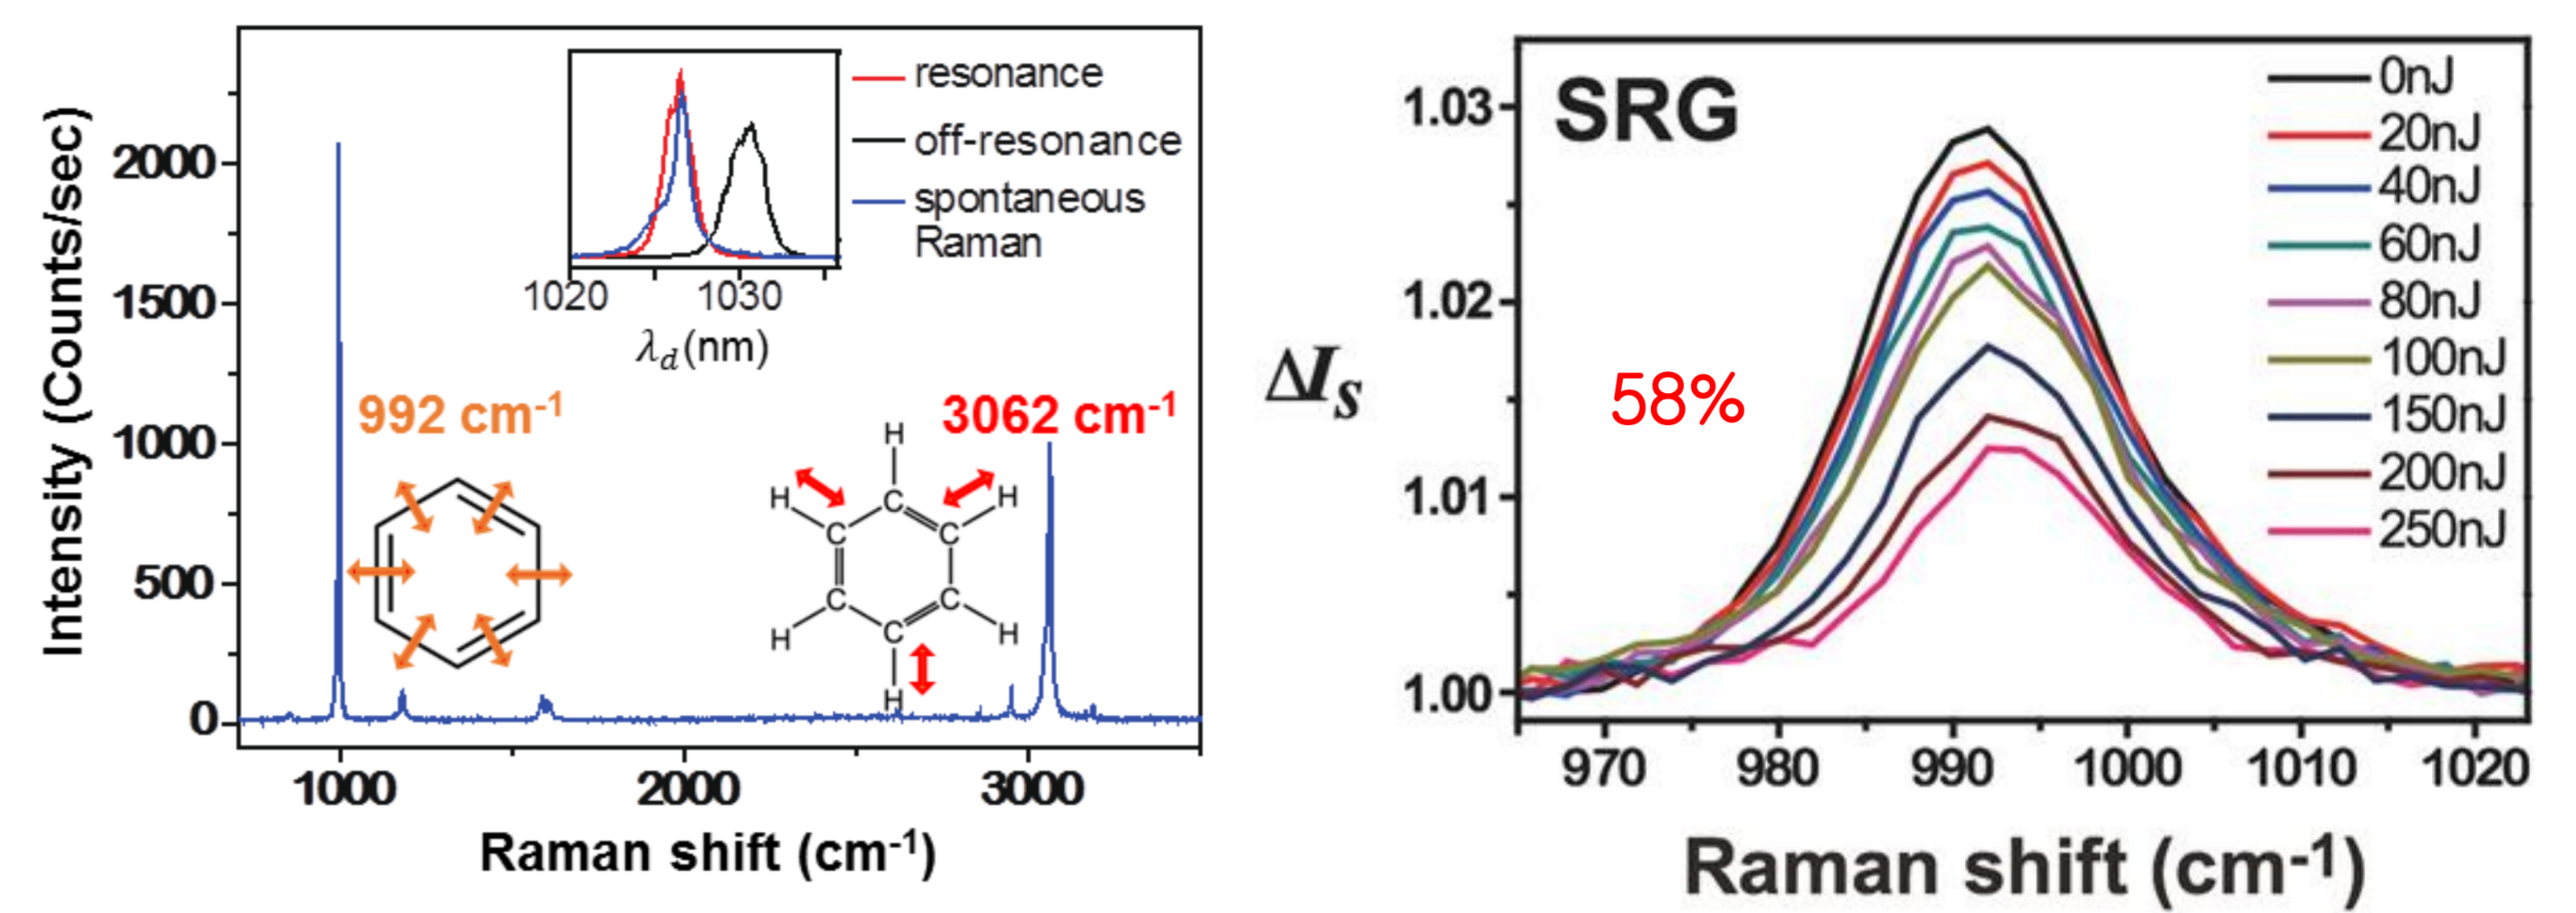 Intensity (Counts/sec)
2000
1500
1000
500
0
1000
2000
3000
Raman shift (cm⁻¹)
resonance
off-resonance
spontaneous
Raman
1020
1030
λd(nm)
992 cm⁻¹
3062 cm⁻¹
H
H
H
C
C
C
C
C
C
H
H
H
SRG
58%
ΔIS
1.03
1.02
1.01
1.00
0nJ
20nJ
40nJ
60nJ
80nJ
100nJ
150nJ
200nJ
250nJ
970
980
990
1000
1010
1020
Raman shift (cm⁻¹)